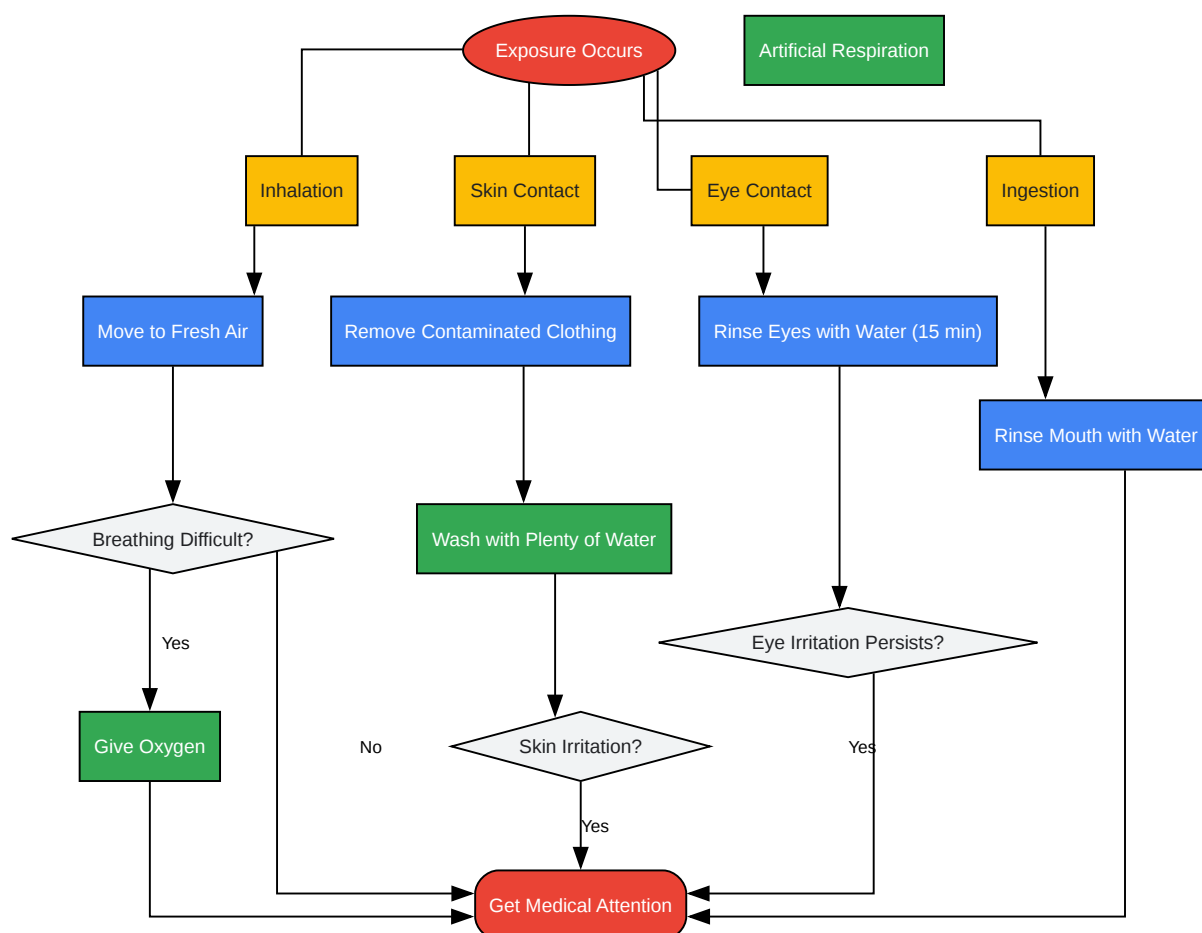 Exposure Occurs
Artificial Respiration
Inhalation
Skin Contact
Eye Contact
Ingestion
Move to Fresh Air
Remove Contaminated Clothing
Rinse Eyes with Water (15 min)
Rinse Mouth with Water
Breathing Difficult?
Wash with Plenty of Water
Yes
Eye Irritation Persists?
Give Oxygen
No
Skin Irritation?
Yes
Yes
Get Medical Attention